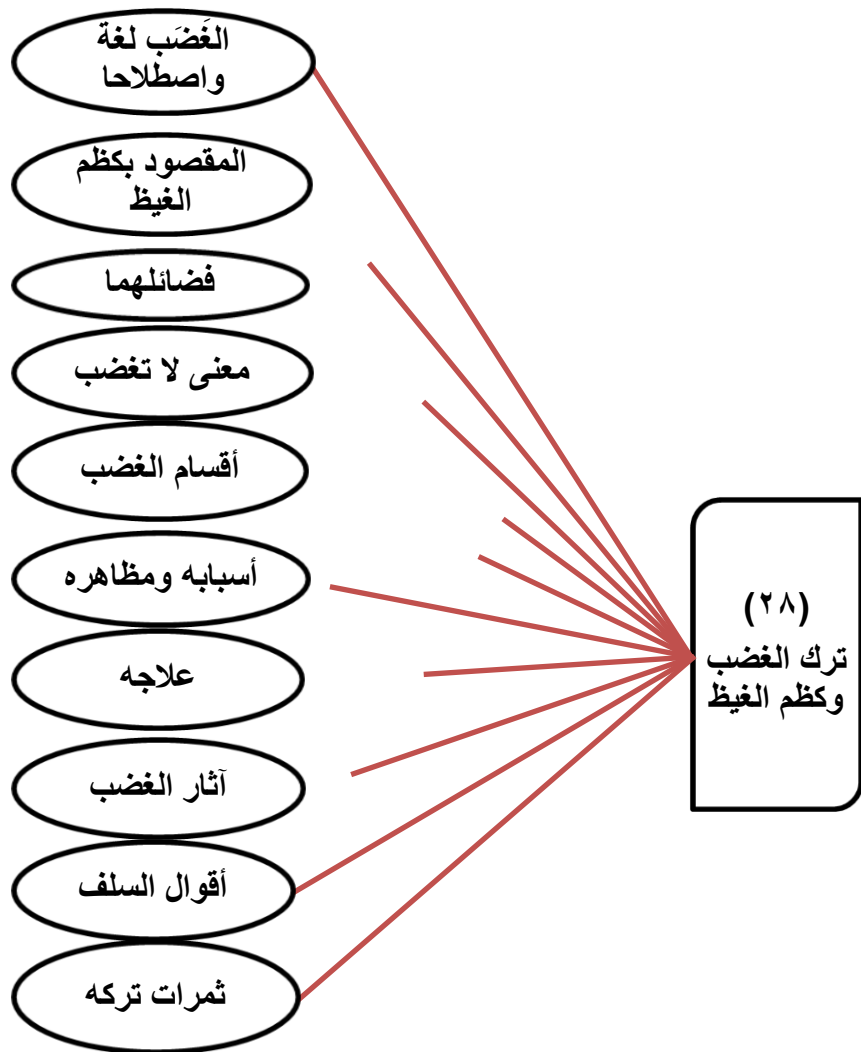 (٢٨)
ترك الغضب
وكظم الغيظ
الغَضَب لغة
واصطلاحا
المقصود بكظم
الغيظ
فضائلهما
معنى لا تغضب
أقسام الغضب
أسبابه ومظاهره
علاجه
آثار الغضب
أقوال السلف
ثمرات تركه